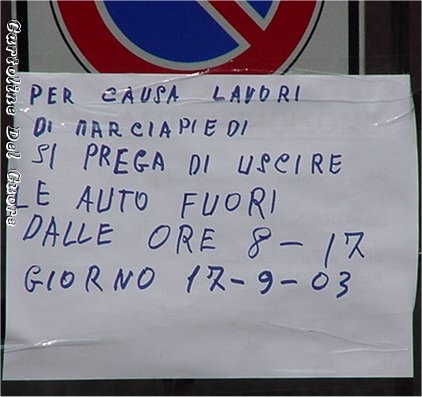 PER CAUSA LAVORI
DI MARCIAPIEDI
SI PREGA DI USCIRE
LE AUTO FUORI
DALLE ORE 8 - 17
GIORNO 17-9-03
Cartoline Del Cuore